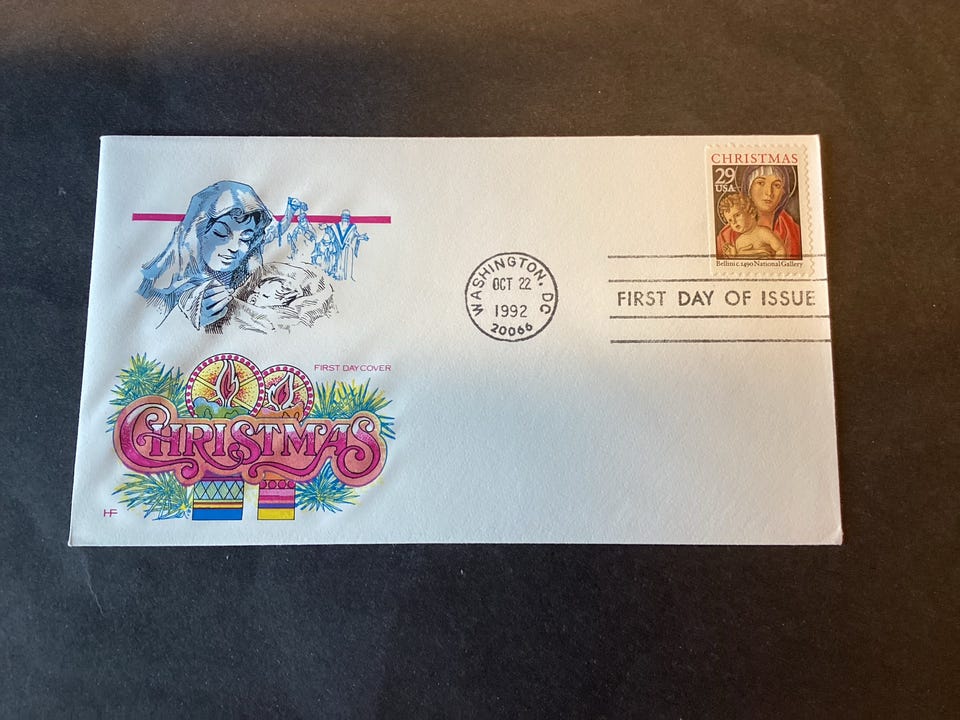 CHRISTMAS
29
USA
Bellini c.1490 National Gallery
WASHINGTON, DC
OCT 22
1992
20066
FIRST DAY OF ISSUE
FIRST DAY COVER
CHRISTMAS
HF